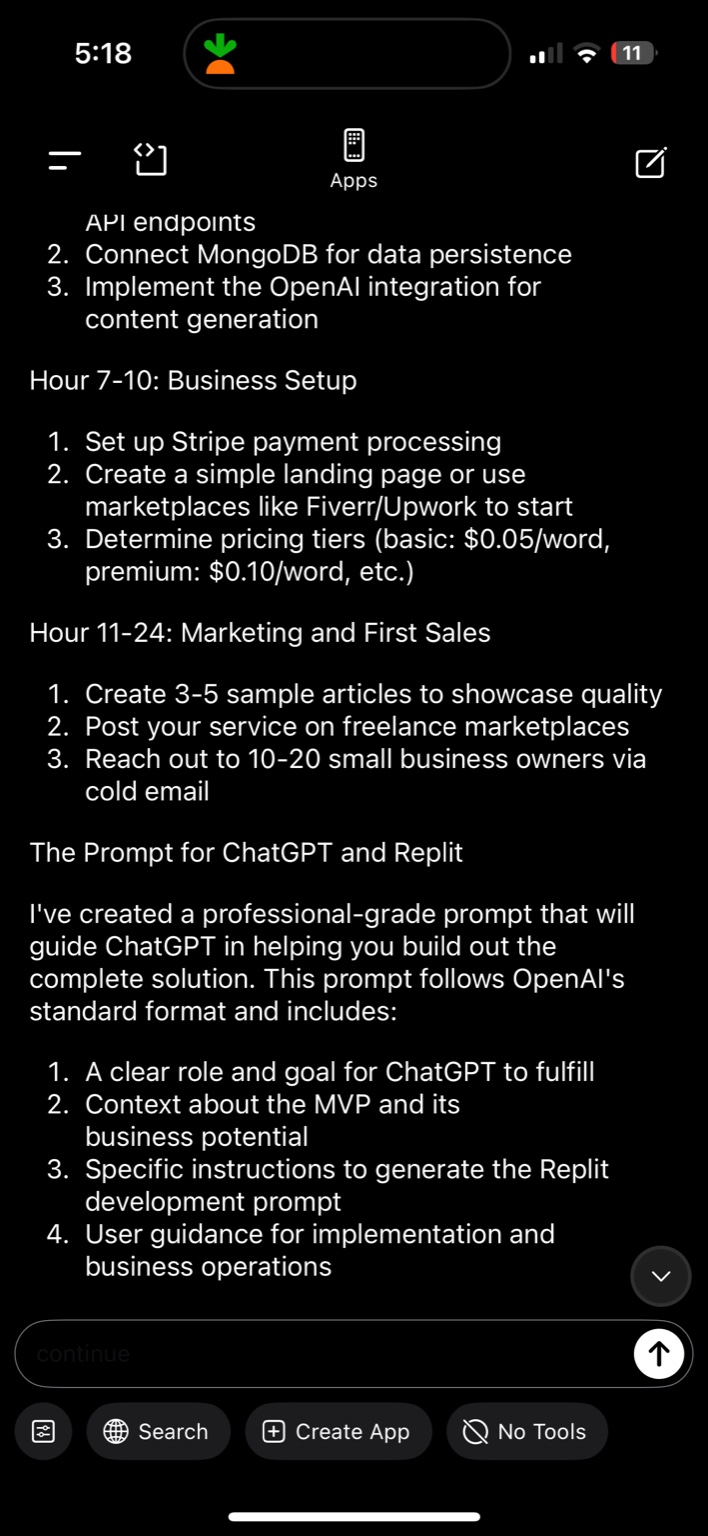 5:18
11
Apps
API endpoints
2. Connect MongoDB for data persistence
3. Implement the OpenAI integration for
content generation
Hour 7-10: Business Setup
1. Set up Stripe payment processing
2. Create a simple landing page or use
marketplaces like Fiverr/Upwork to start
3. Determine pricing tiers (basic: $0.05/word,
premium: $0.10/word, etc.)
Hour 11-24: Marketing and First Sales
1. Create 3-5 sample articles to showcase quality
2. Post your service on freelance marketplaces
3. Reach out to 10-20 small business owners via
cold email
The Prompt for ChatGPT and Replit
I've created a professional-grade prompt that will
guide ChatGPT in helping you build out the
complete solution. This prompt follows OpenAI's
standard format and includes:
1. A clear role and goal for ChatGPT to fulfill
2. Context about the MVP and its
business potential
3. Specific instructions to generate the Replit
development prompt
4. User guidance for implementation and
business operations
continue
Search
Create App
No Tools